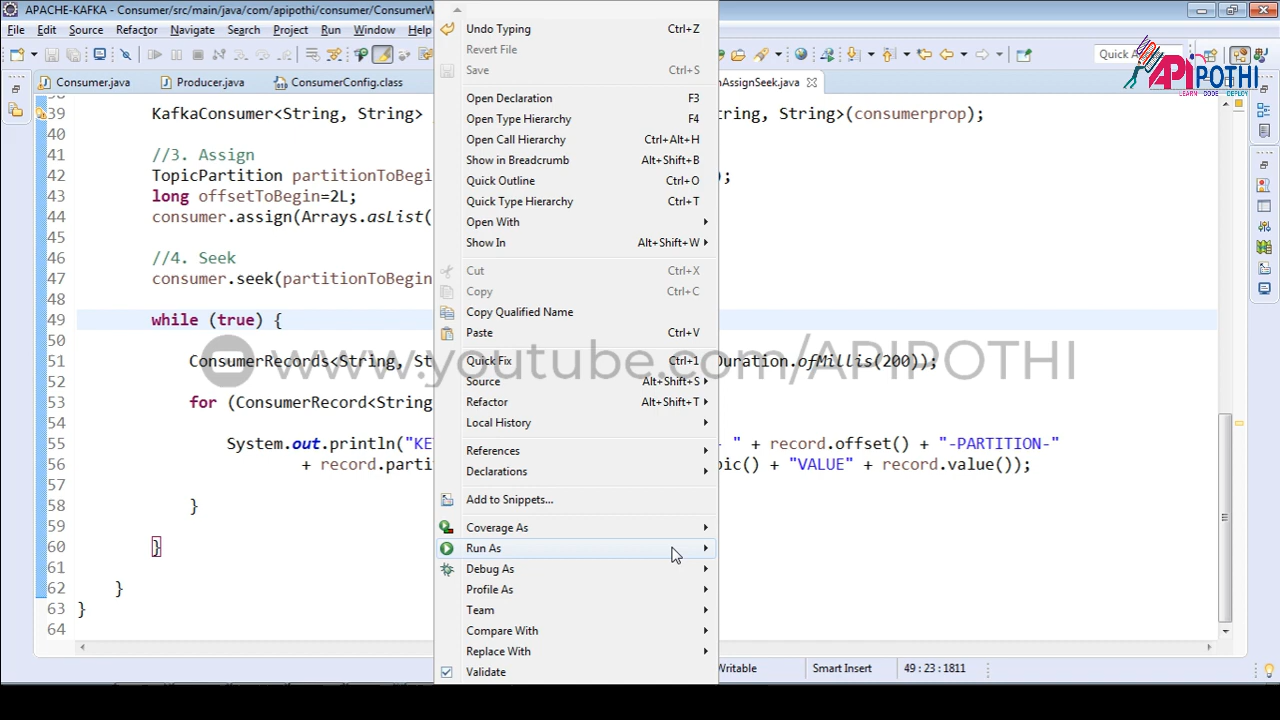 APACHE-KAFKA - Consumer/src/main/java/com/apipothi/consumer/ConsumerW
File Edit Source Refactor Navigate Search Project Run Window Help
Quick A
APIPOTHI
LEARN CODE DEPLOY
Consumer.java Producer.java ConsumerConfig.class nAssignSeek.java
39 KafkaConsumer<String, String> ring, String>(consumerprop);
40
41 //3. Assign
42 TopicPartition partitionToBegin );
43 long offsetToBegin=2L;
44 consumer.assign(Arrays.asList(
45
46 //4. Seek
47 consumer.seek(partitionToBegin
48
49 while (true) {
50
51 ConsumerRecords<String, St Duration.ofMillis(200));
52
53 for (ConsumerRecord<String
54
55 System.out.println("KE - " + record.offset() + "-PARTITION-"
56 + record.parti pic() + "VALUE" + record.value());
57
58 }
59
60 }
61
62 }
63 }
64
www.youtube.com/APIPOTHI
Undo Typing Ctrl+Z
Revert File
Save Ctrl+S
Open Declaration F3
Open Type Hierarchy F4
Open Call Hierarchy Ctrl+Alt+H
Show in Breadcrumb Alt+Shift+B
Quick Outline Ctrl+O
Quick Type Hierarchy Ctrl+T
Open With
Show In Alt+Shift+W
Cut Ctrl+X
Copy Ctrl+C
Copy Qualified Name
Paste Ctrl+V
Quick Fix Ctrl+1
Source Alt+Shift+S
Refactor Alt+Shift+T
Local History
References
Declarations
Add to Snippets...
Coverage As
Run As
Debug As
Profile As
Team
Compare With
Replace With
Validate
Writable Smart Insert 49 : 23 : 1811